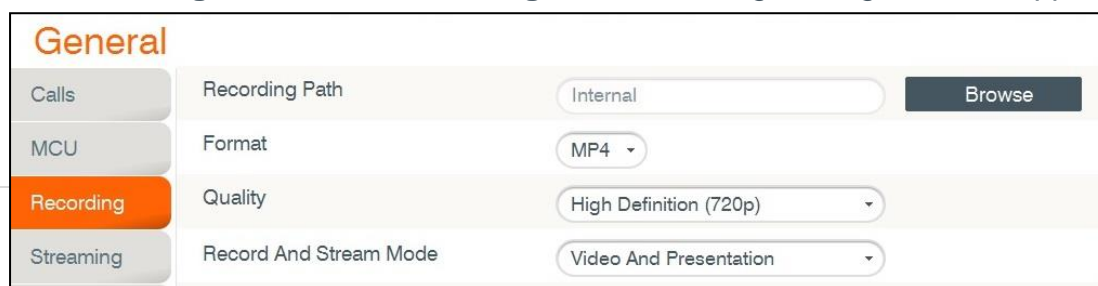 General
Calls
Recording Path
Internal
Browse
MCU
Format
MP4
Recording
Quality
High Definition (720p)
Streaming
Record And Stream Mode
Video And Presentation